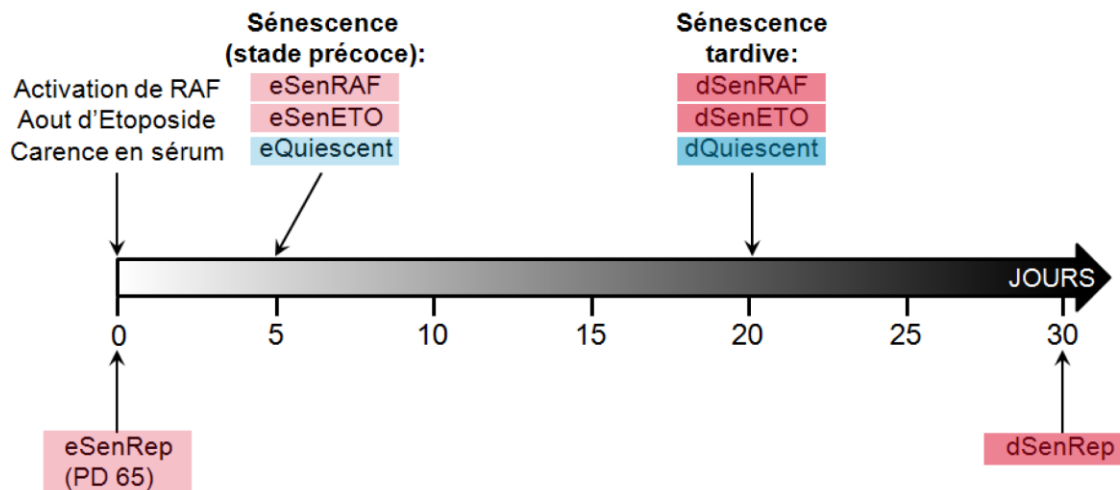 Sénescence
(stade précoce):
Sénescence
tardive:
Activation de RAF
Aout d'Etoposide
Carence en sérum
eSenRAF
eSenETO
eQuiescent
dSenRAF
dSenETO
dQuiescent
JOURS
0 5 10 15 20 25 30
eSenRep
(PD 65)
dSenRep